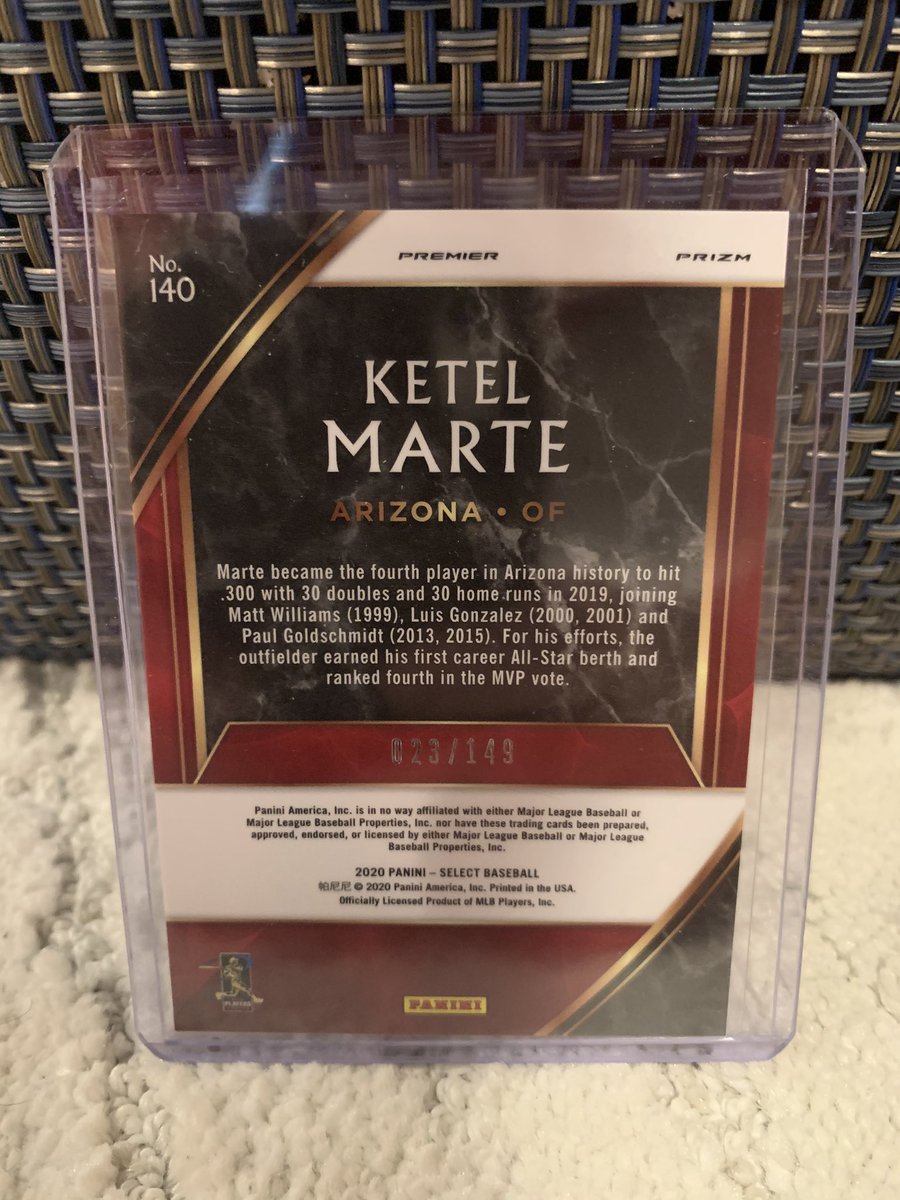 No.
140
PREMIER
PRIZM
KETEL
MARTE
ARIZONA • OF
Marte became the fourth player in Arizona history to hit
.300 with 30 doubles and 30 home runs in 2019, joining
Matt Williams (1999), Luis Gonzalez (2000, 2001) and
Paul Goldschmidt (2013, 2015). For his efforts, the
outfielder earned his first career All-Star berth and
ranked fourth in the MVP vote.
023/149
Panini America, Inc. is in no way affiliated with either Major League Baseball or
Major League Baseball Properties, Inc. nor have these trading cards been prepared,
approved, endorsed, or licensed by either Major League Baseball or Major League
Baseball Properties, Inc.
2020 PANINI – SELECT BASEBALL
帕尼尼 © 2020 Panini America, Inc. Printed in the USA.
Officially Licensed Product of MLB Players, Inc.
PLAYERS
PANINI